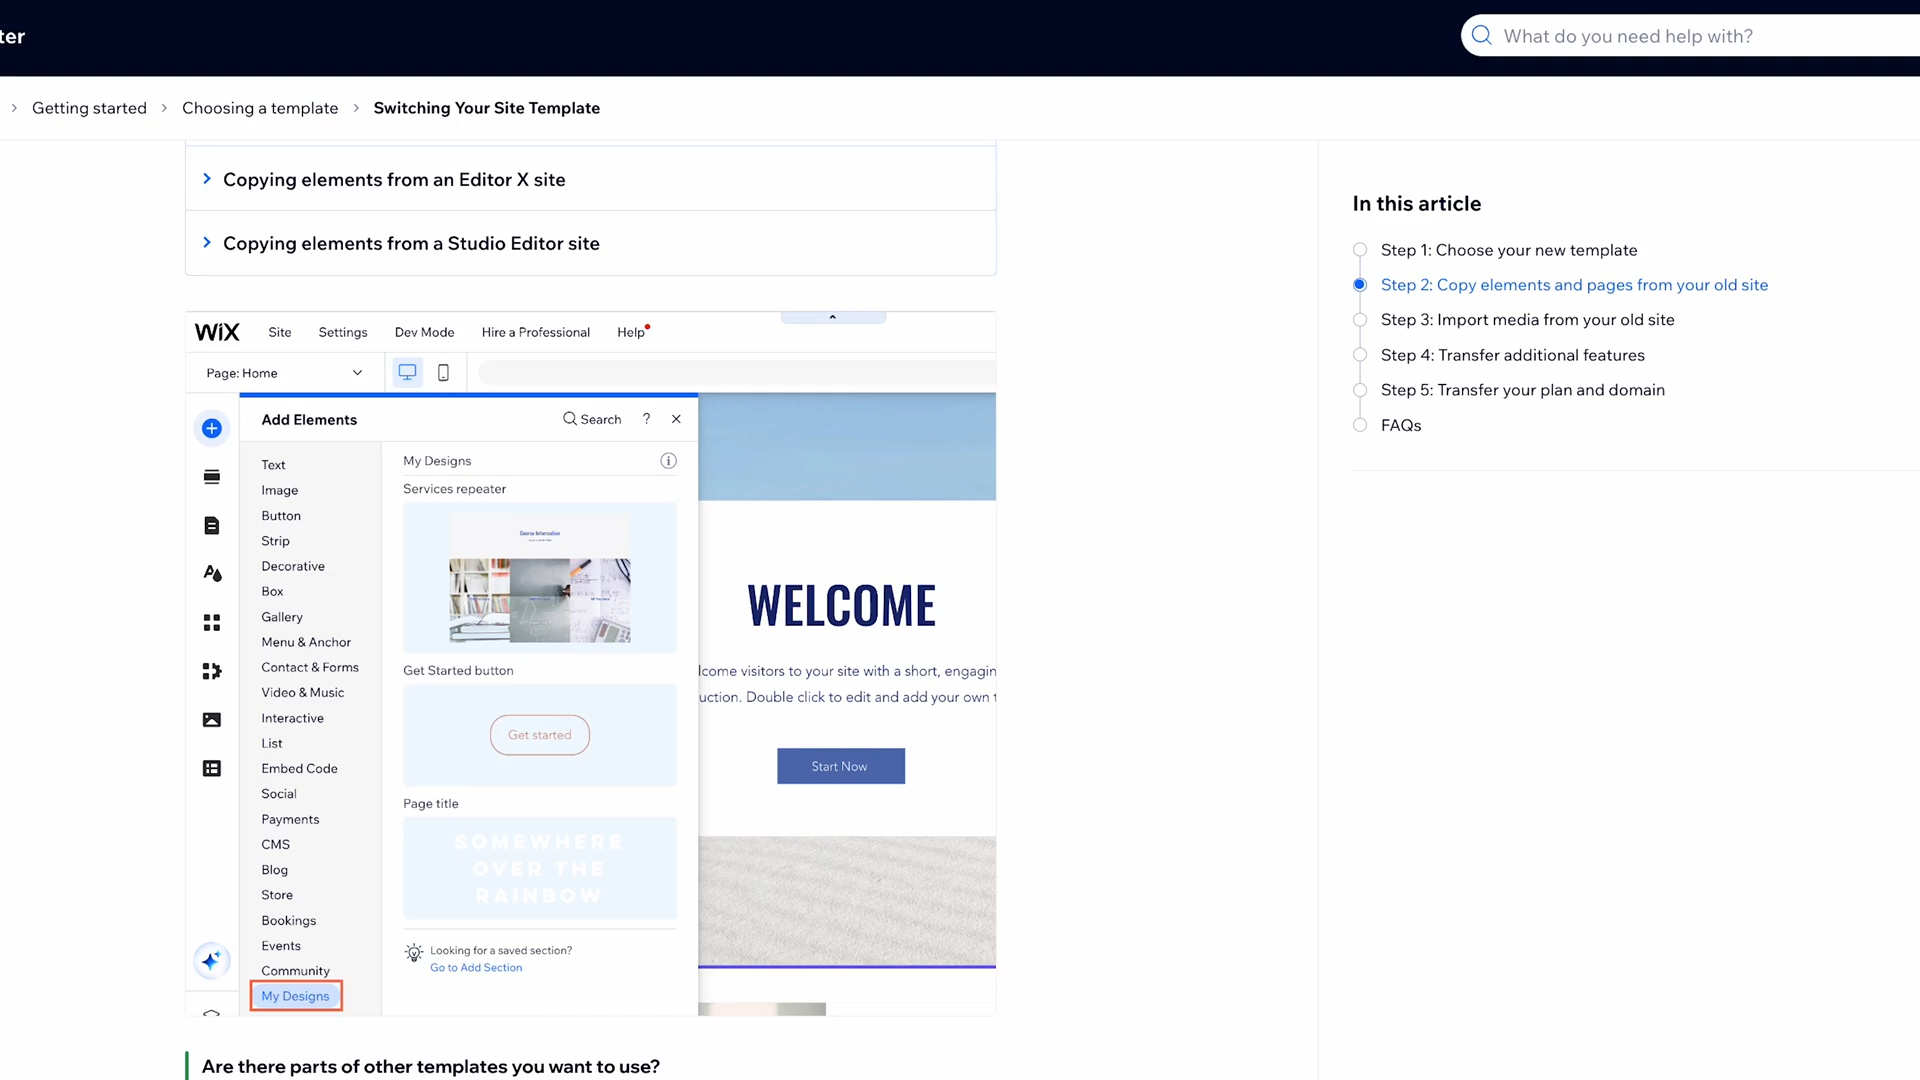 ter
What do you need help with?
Getting started
Choosing a template
Switching Your Site Template
Copying elements from an Editor X site
Copying elements from a Studio Editor site
In this article
Step 1: Choose your new template
Step 2: Copy elements and pages from your old site
Step 3: Import media from your old site
Step 4: Transfer additional features
Step 5: Transfer your plan and domain
FAQs
WiX
Site
Settings
Dev Mode
Hire a Professional
Help
Page: Home
Add Elements
Search
?
Text
Image
Button
Strip
Decorative
Box
Gallery
Menu & Anchor
Contact & Forms
Video & Music
Interactive
List
Embed Code
Social
Payments
CMS
Blog
Store
Bookings
Events
Community
My Designs
My Designs
Services repeater
Course Information
Get Started button
Get started
Page title
SOMEWHERE
OVER THE
RAINBOW
Looking for a saved section?
Go to Add Section
WELCOME
lcome visitors to your site with a short, engagin
uction. Double click to edit and add your own t
Start Now
Are there parts of other templates you want to use?